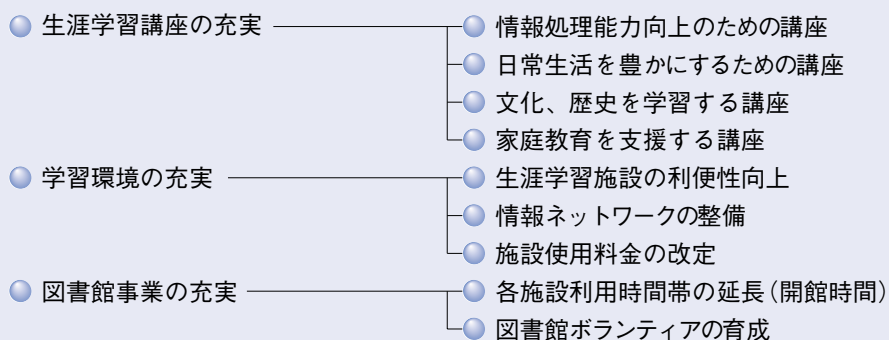 生涯学習講座の充実 情報処理能力向上のための講座
日常生活を豊かにするための講座
文化、歴史を学習する講座
家庭教育を支援する講座
学習環境の充実 生涯学習施設の利便性向上
情報ネットワークの整備
施設使用料金の改定
図書館事業の充実 各施設利用時間帯の延長(開館時間)
図書館ボランティアの育成